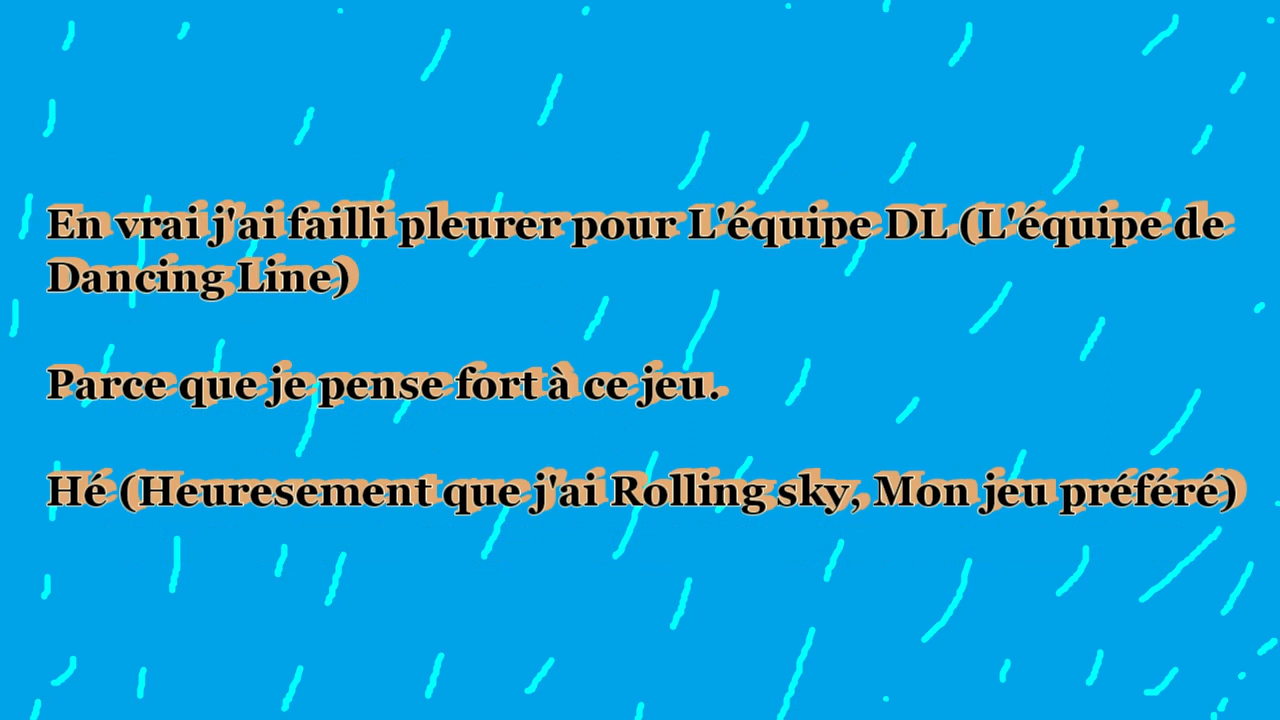 En vrai j'ai failli pleurer pour L'équipe DL (L'équipe de
Dancing Line)
Parce que je pense fort à ce jeu.
Hé (Heuresement que j'ai Rolling sky, Mon jeu préféré)